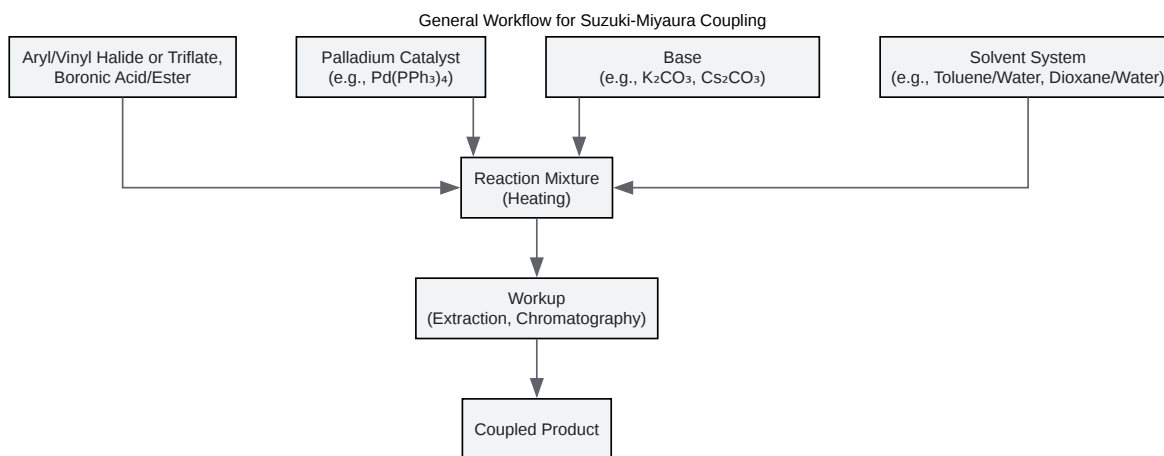 General Workflow for Suzuki-Miyaura Coupling
Aryl/Vinyl Halide or Triflate,
Boronic Acid/Ester
Palladium Catalyst
(e.g., Pd(PPh₃)₄)
Base
(e.g., K₂CO₃, Cs₂CO₃)
Solvent System
(e.g., Toluene/Water, Dioxane/Water)
Reaction Mixture
(Heating)
Workup
(Extraction, Chromatography)
Coupled Product